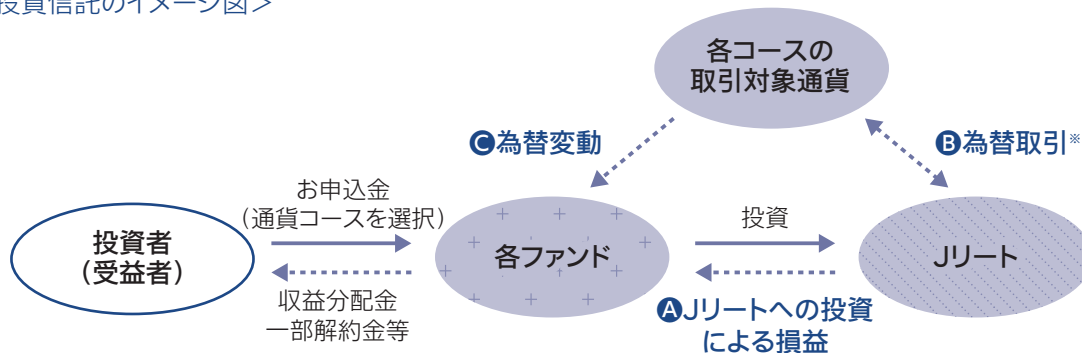 投資信託のイメージ図＞
各コースの
取引対象通貨
Ⓒ為替変動
Ⓑ為替取引※
お申込金
（通貨コースを選択）
投資
投資者
（受益者）
各ファンド
Jリート
収益分配金
一部解約金等
ⒶJリートへの投資
による損益